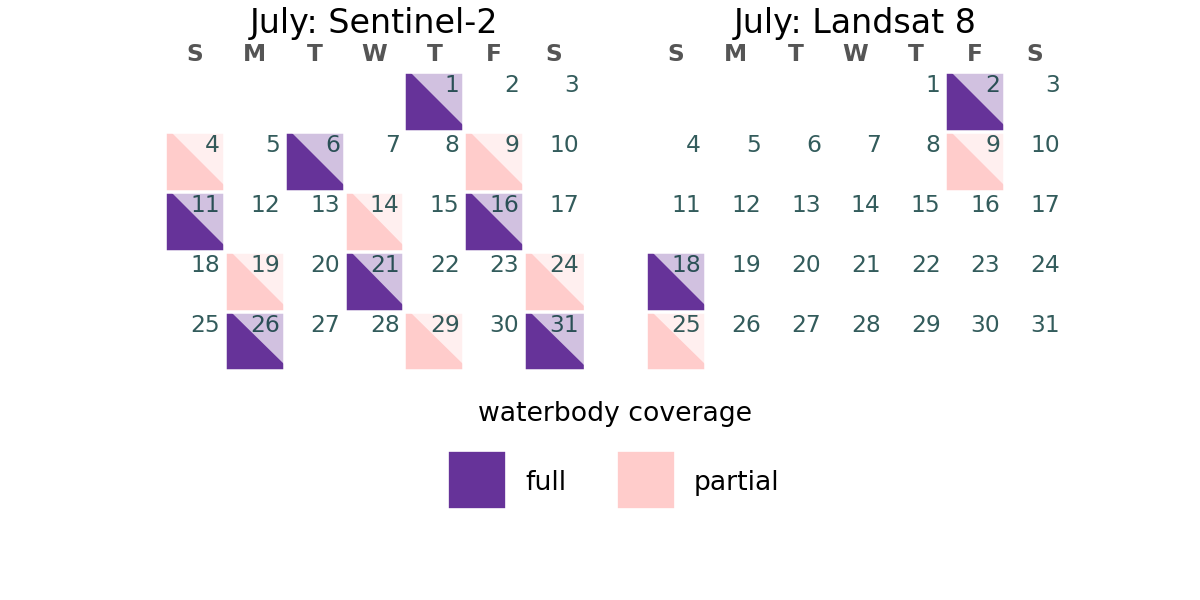 July: Sentinel-2
S M T W T F S
1 2 3
4 5 6 7 8 9 10
11 12 13 14 15 16 17
18 19 20 21 22 23 24
25 26 27 28 29 30 31
July: Landsat 8
S M T W T F S
1 2 3
4 5 6 7 8 9 10
11 12 13 14 15 16 17
18 19 20 21 22 23 24
25 26 27 28 29 30 31
waterbody coverage
full partial